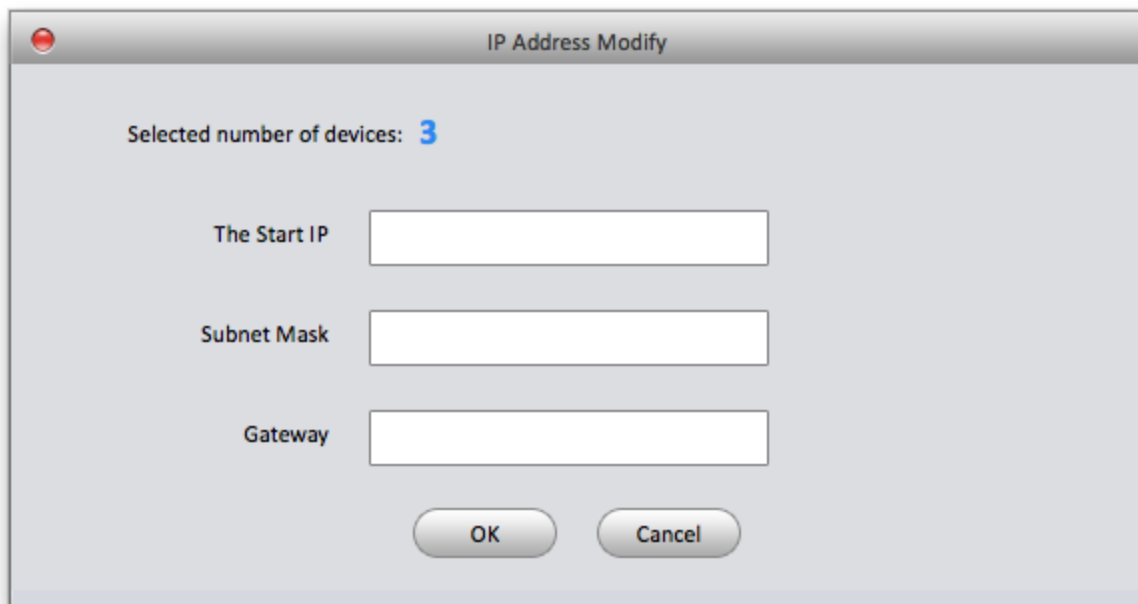 IP Address Modify
Selected number of devices: 3
The Start IP
Subnet Mask
Gateway
OK Cancel